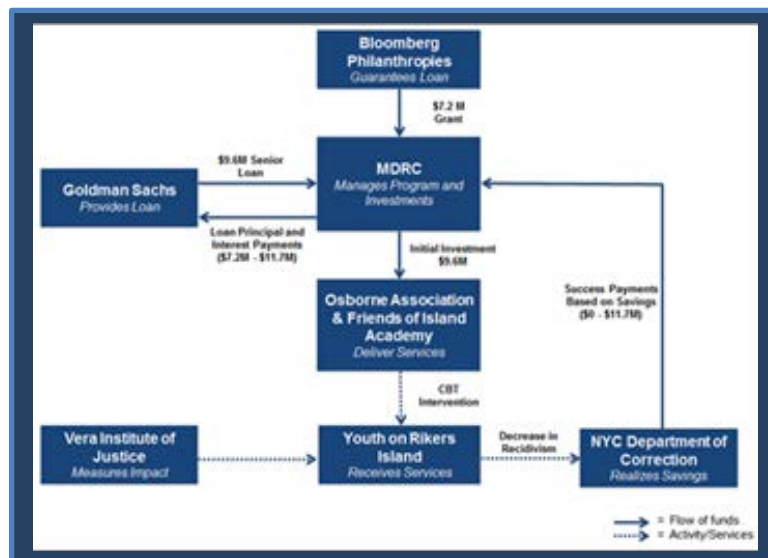 Bloomberg
Philanthropies
Guarantees Loan
$7.2 M
Grant
$9.6M Senior
Loan
MDRC
Manages Program and
Investments
Goldman Sachs
Provides Loan
Loan Principal and
Interest Payments
($7.2M - $11.7M)
Initial Investment
$9.6M
Success Payments
Based on Savings
($0 - $11.7M)
Osborne Association
& Friends of Island
Academy
Deliver Services
CBT
Intervention
Vera Institute of
Justice
Measures Impact
Youth on Rikers
Island
Receives Services
Decrease in
Recidivism
NYC Department of
Correction
Realizes Savings
= Flow of funds
= Activity/Services